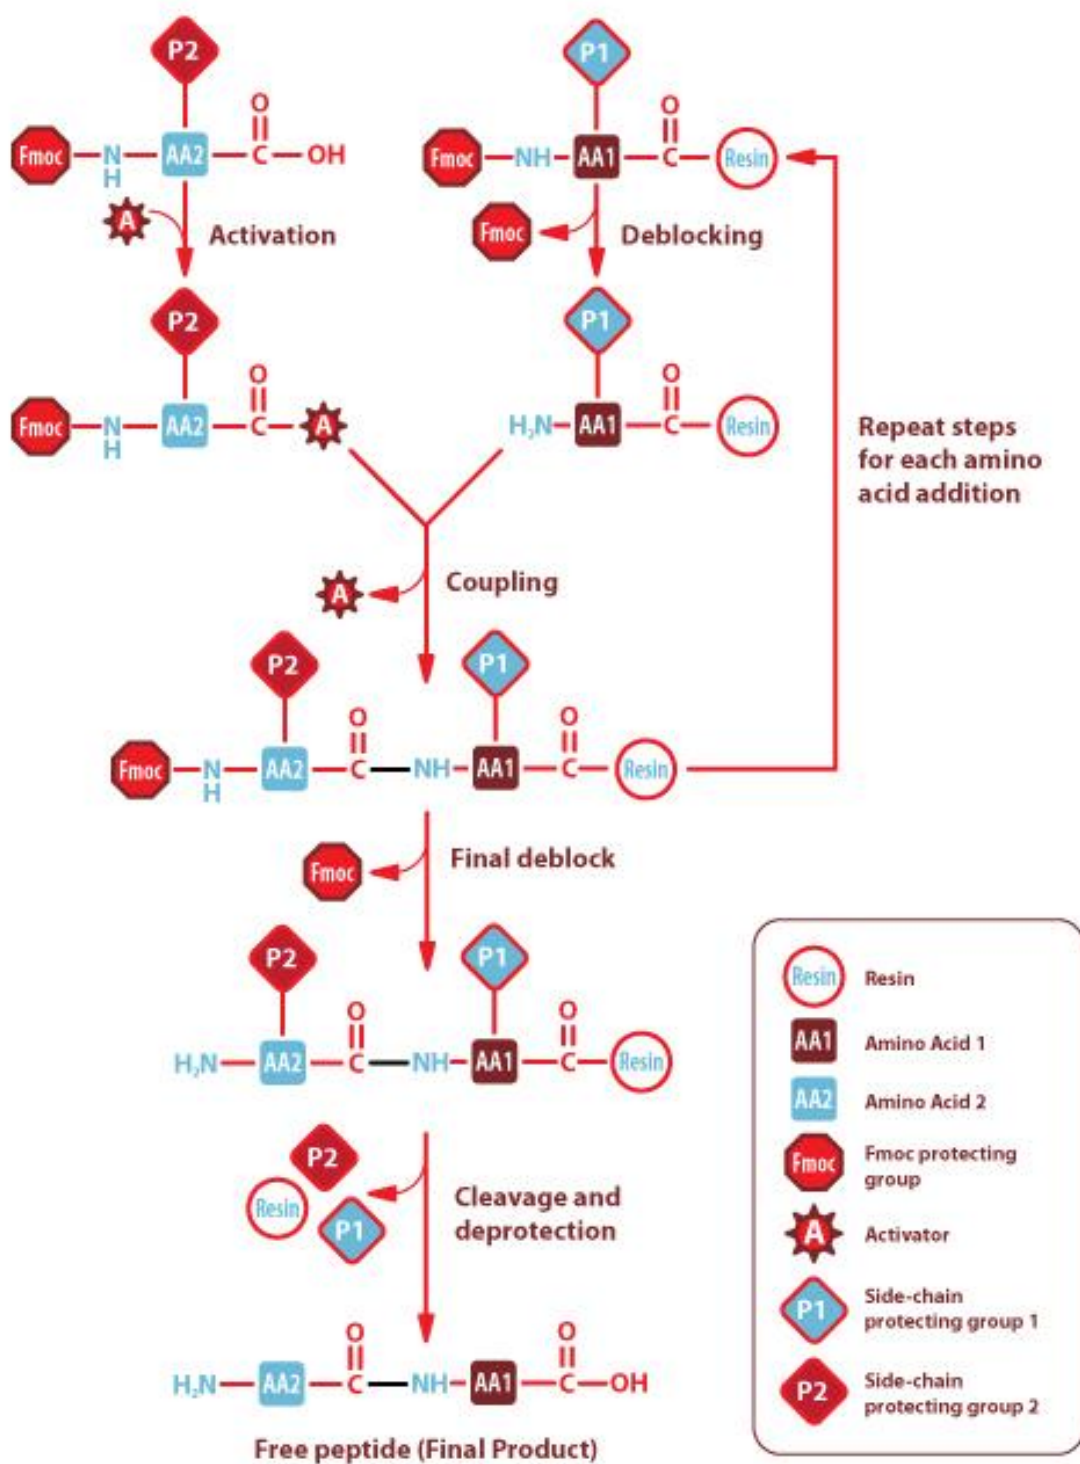 P2
P1
O
O
Fmoc N AA2 C OH
H
Fmoc NH AA1 C Resin
A
Activation
Fmoc
Deblocking
P2
P1
O
O
Fmoc N AA2 C A
H
H₂N AA1 C Resin
Repeat steps
for each amino
acid addition
A
Coupling
P2
P1
O
O
Fmoc N AA2 C NH AA1 C Resin
H
Fmoc
Final deblock
P2
P1
O
O
H₂N AA2 C NH AA1 C Resin
P2
Resin
P1
Cleavage and
deprotection
O
O
H₂N AA2 C NH AA1 C OH
Free peptide (Final Product)
Resin Resin
AA1 Amino Acid 1
AA2 Amino Acid 2
Fmoc Fmoc protecting
group
A Activator
P1 Side-chain
protecting group 1
P2 Side-chain
protecting group 2